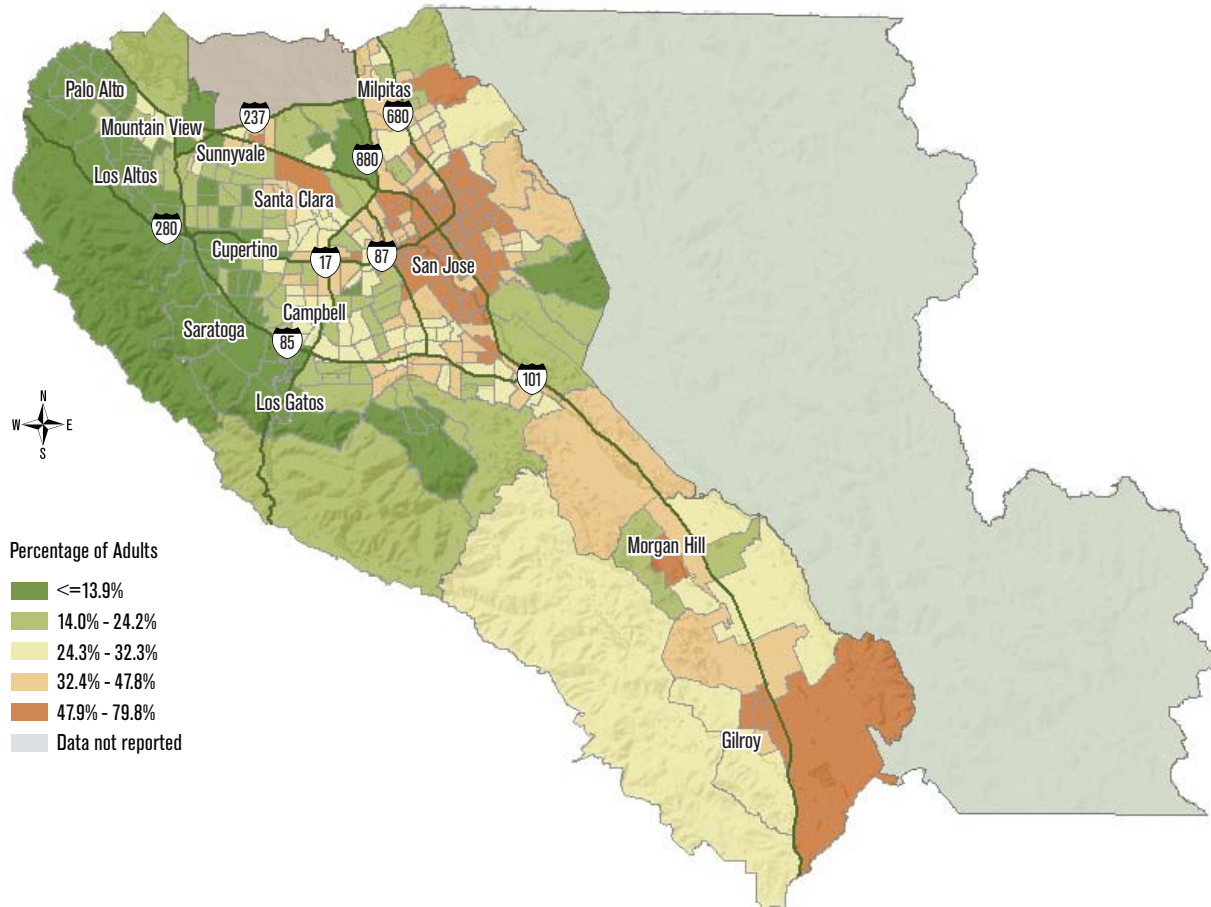 Palo Alto
Milpitas
237
680
Mountain View
Sunnyvale
880
Los Altos
Santa Clara
280
Cupertino
17
87
San Jose
Campbell
Saratoga
85
101
Los Gatos
N
W E
S
Percentage of Adults
<=13.9%
14.0% - 24.2%
24.3% - 32.3%
32.4% - 47.8%
47.9% - 79.8%
Data not reported
Morgan Hill
Gilroy